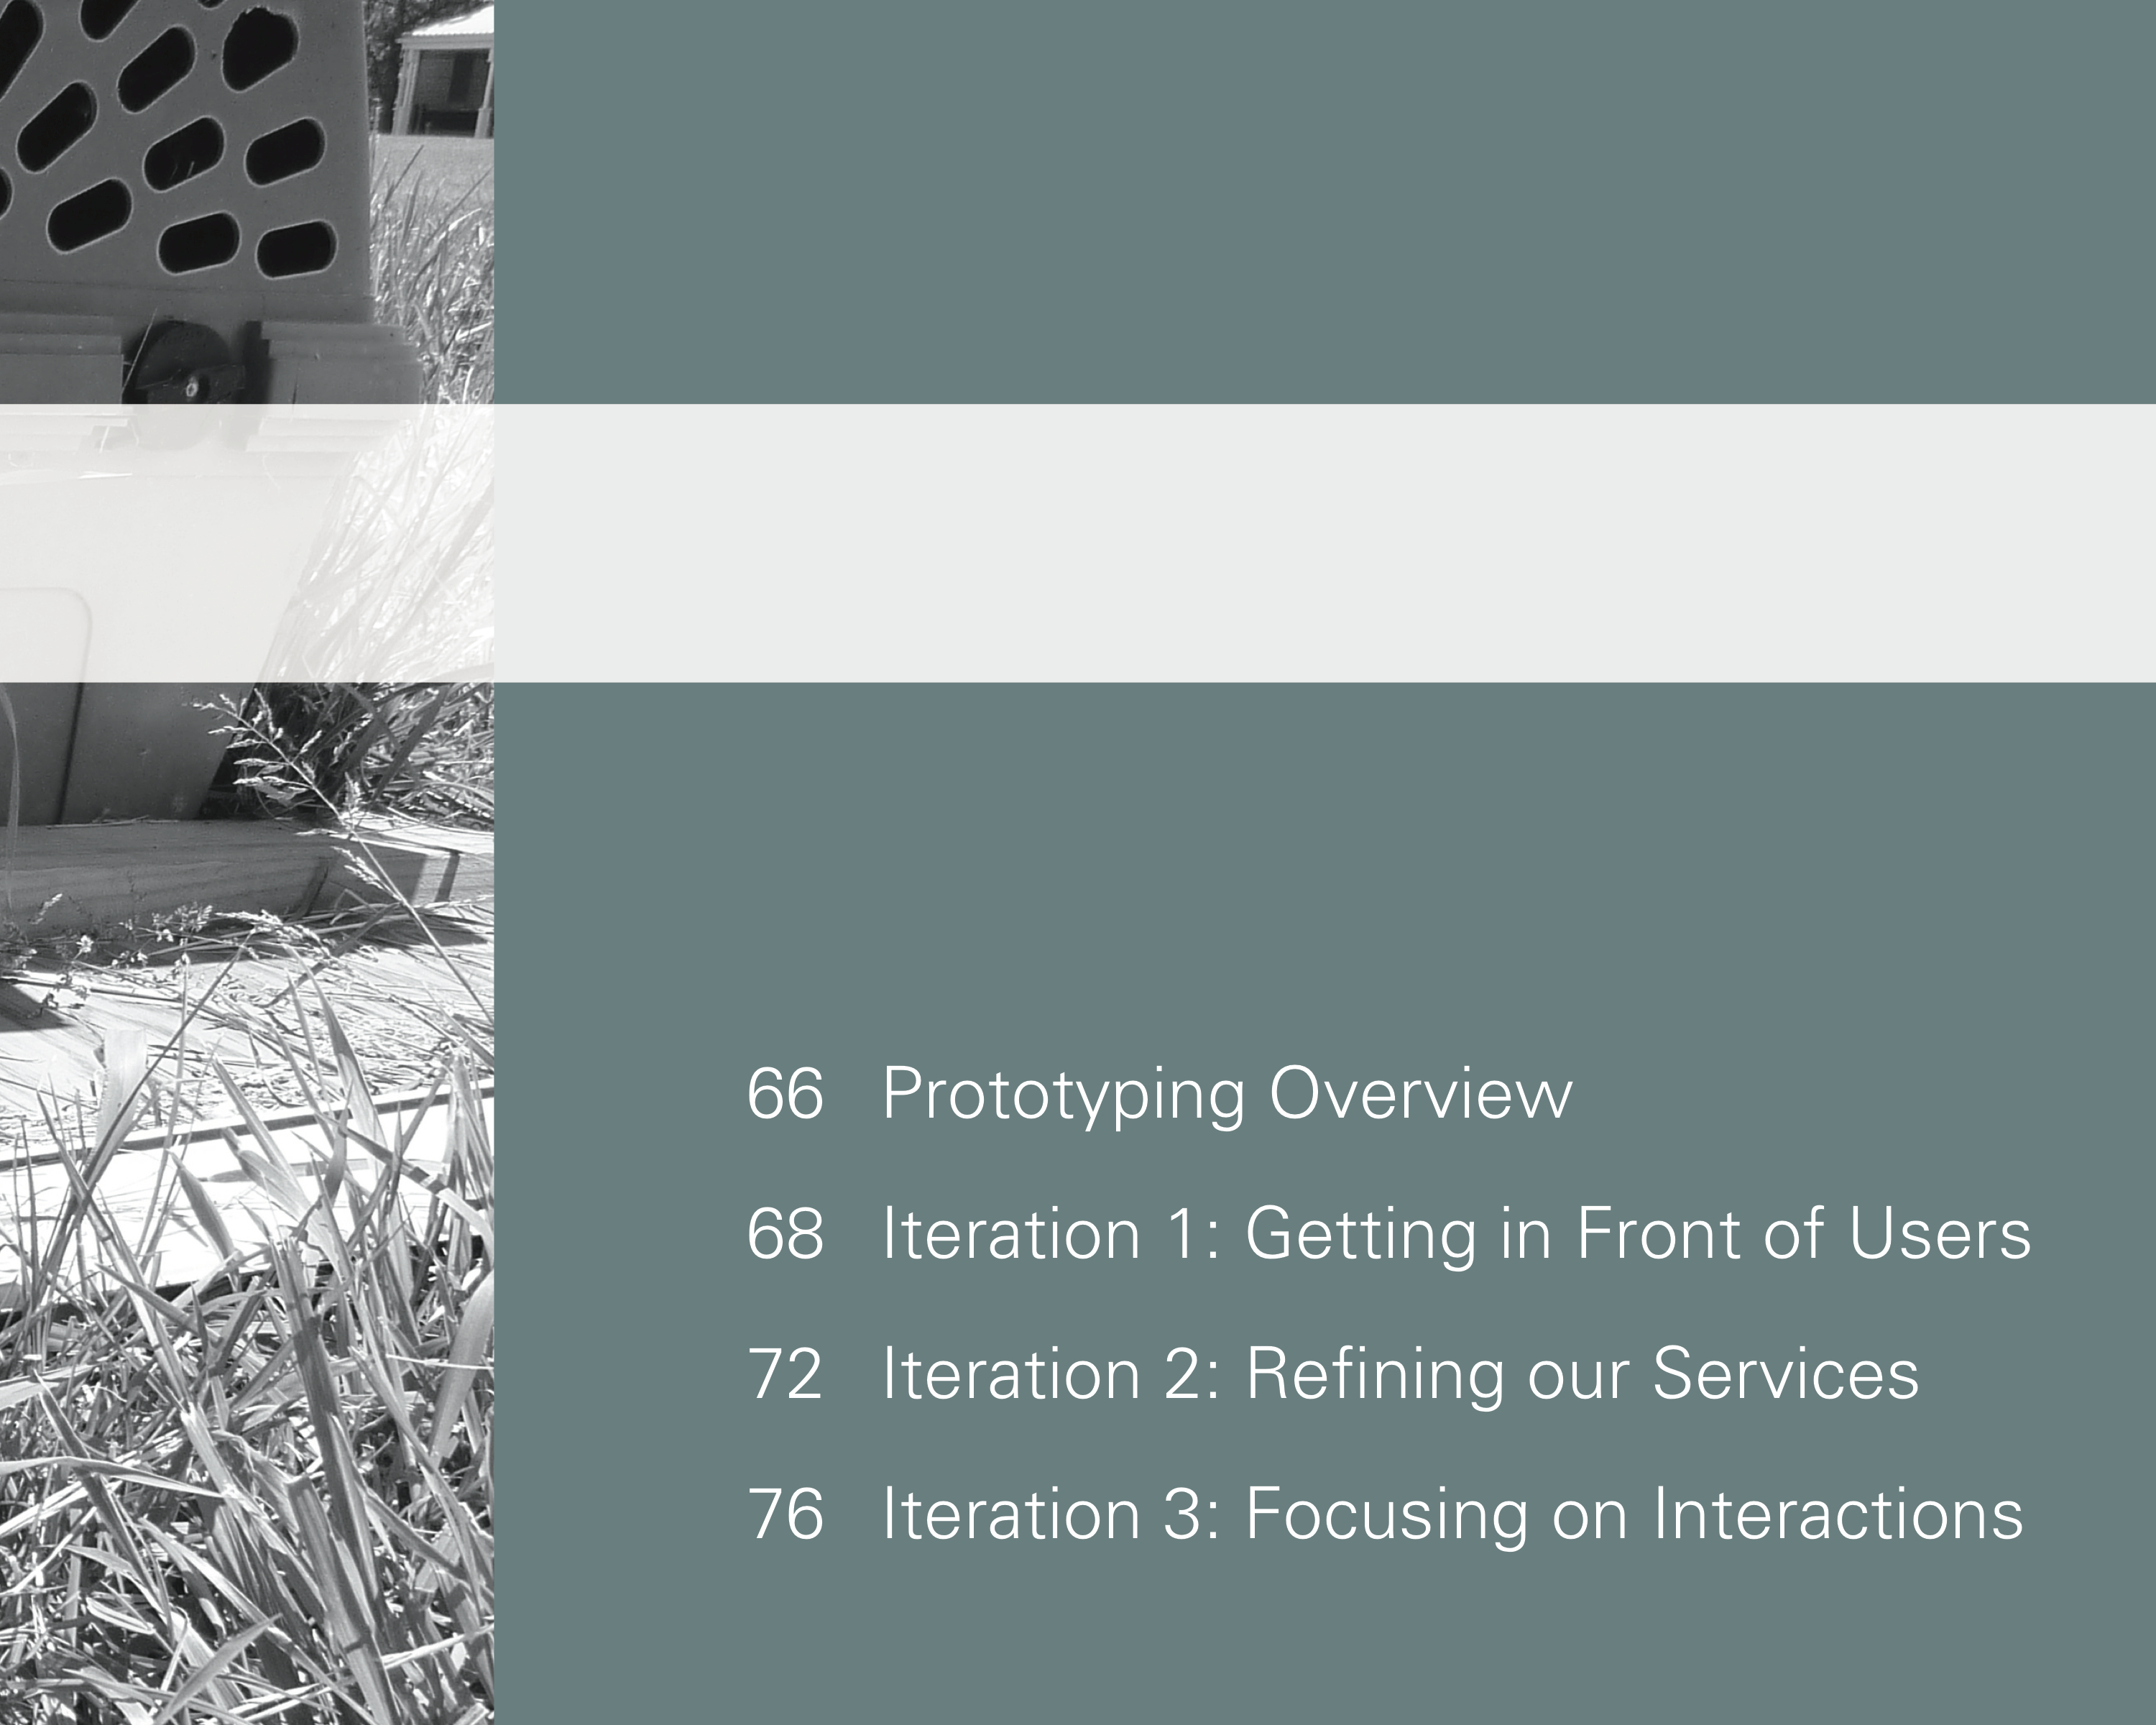 66 Prototyping Overview
68 Iteration 1: Getting in Front of Users
72 Iteration 2: Refining our Services
76 Iteration 3: Focusing on Interactions